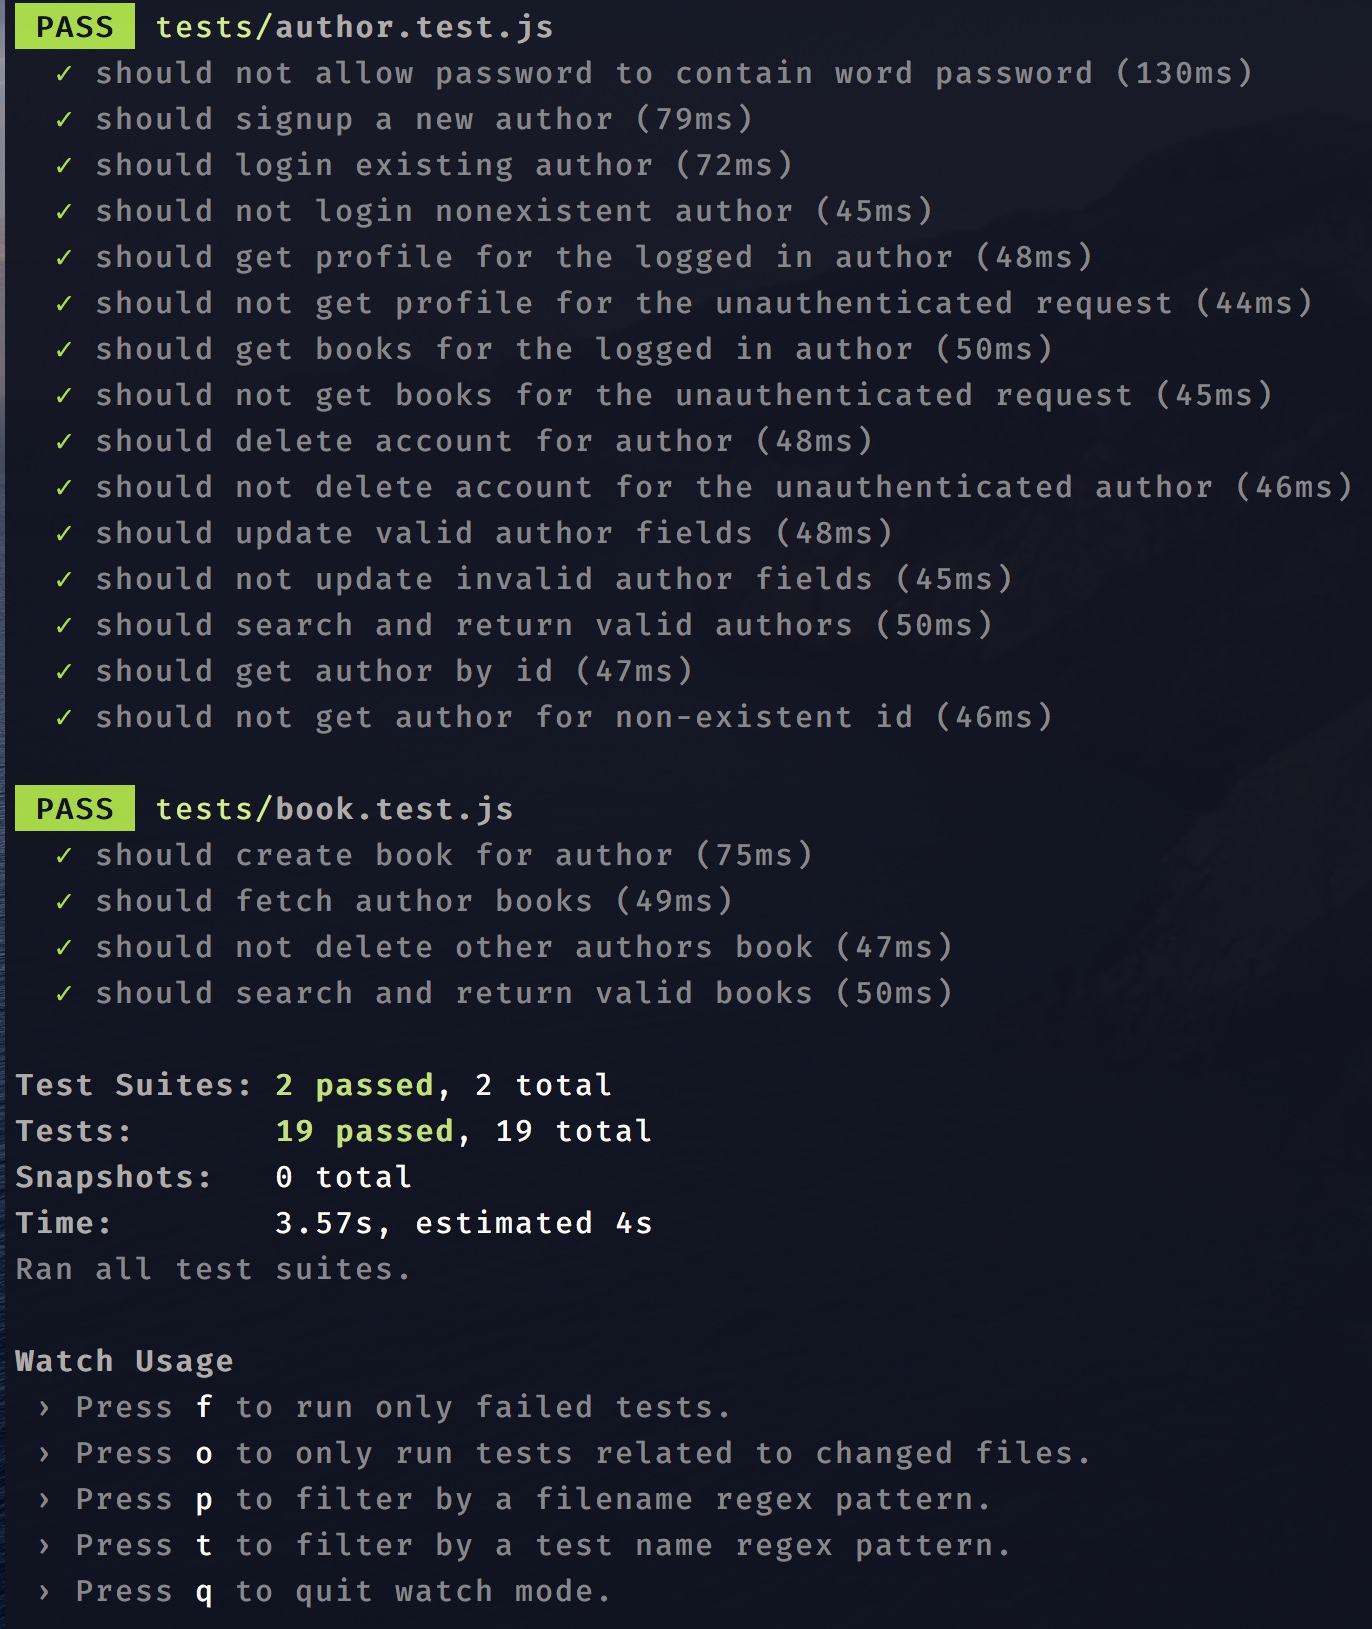 PASS tests/author.test.js
✓ should not allow password to contain word password (130ms)
✓ should signup a new author (79ms)
✓ should login existing author (72ms)
✓ should not login nonexistent author (45ms)
✓ should get profile for the logged in author (48ms)
✓ should not get profile for the unauthenticated request (44ms)
✓ should get books for the logged in author (50ms)
✓ should not get books for the unauthenticated request (45ms)
✓ should delete account for author (48ms)
✓ should not delete account for the unauthenticated author (46ms)
✓ should update valid author fields (48ms)
✓ should not update invalid author fields (45ms)
✓ should search and return valid authors (50ms)
✓ should get author by id (47ms)
✓ should not get author for non-existent id (46ms)
PASS tests/book.test.js
✓ should create book for author (75ms)
✓ should fetch author books (49ms)
✓ should not delete other authors book (47ms)
✓ should search and return valid books (50ms)
Test Suites: 2 passed, 2 total
Tests: 19 passed, 19 total
Snapshots: 0 total
Time: 3.57s, estimated 4s
Ran all test suites.
Watch Usage
› Press f to run only failed tests.
› Press o to only run tests related to changed files.
› Press p to filter by a filename regex pattern.
› Press t to filter by a test name regex pattern.
› Press q to quit watch mode.